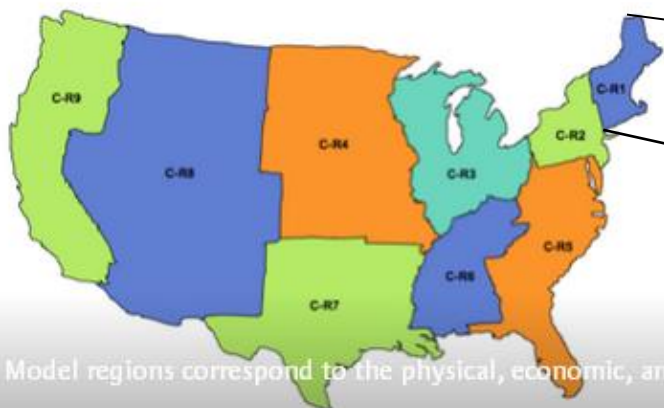 C-R9
C-R1
C-R2
C-R4
C-R8
C-R3
C-R5
C-R6
C-R7
Model regions correspond to the physical, economic, an